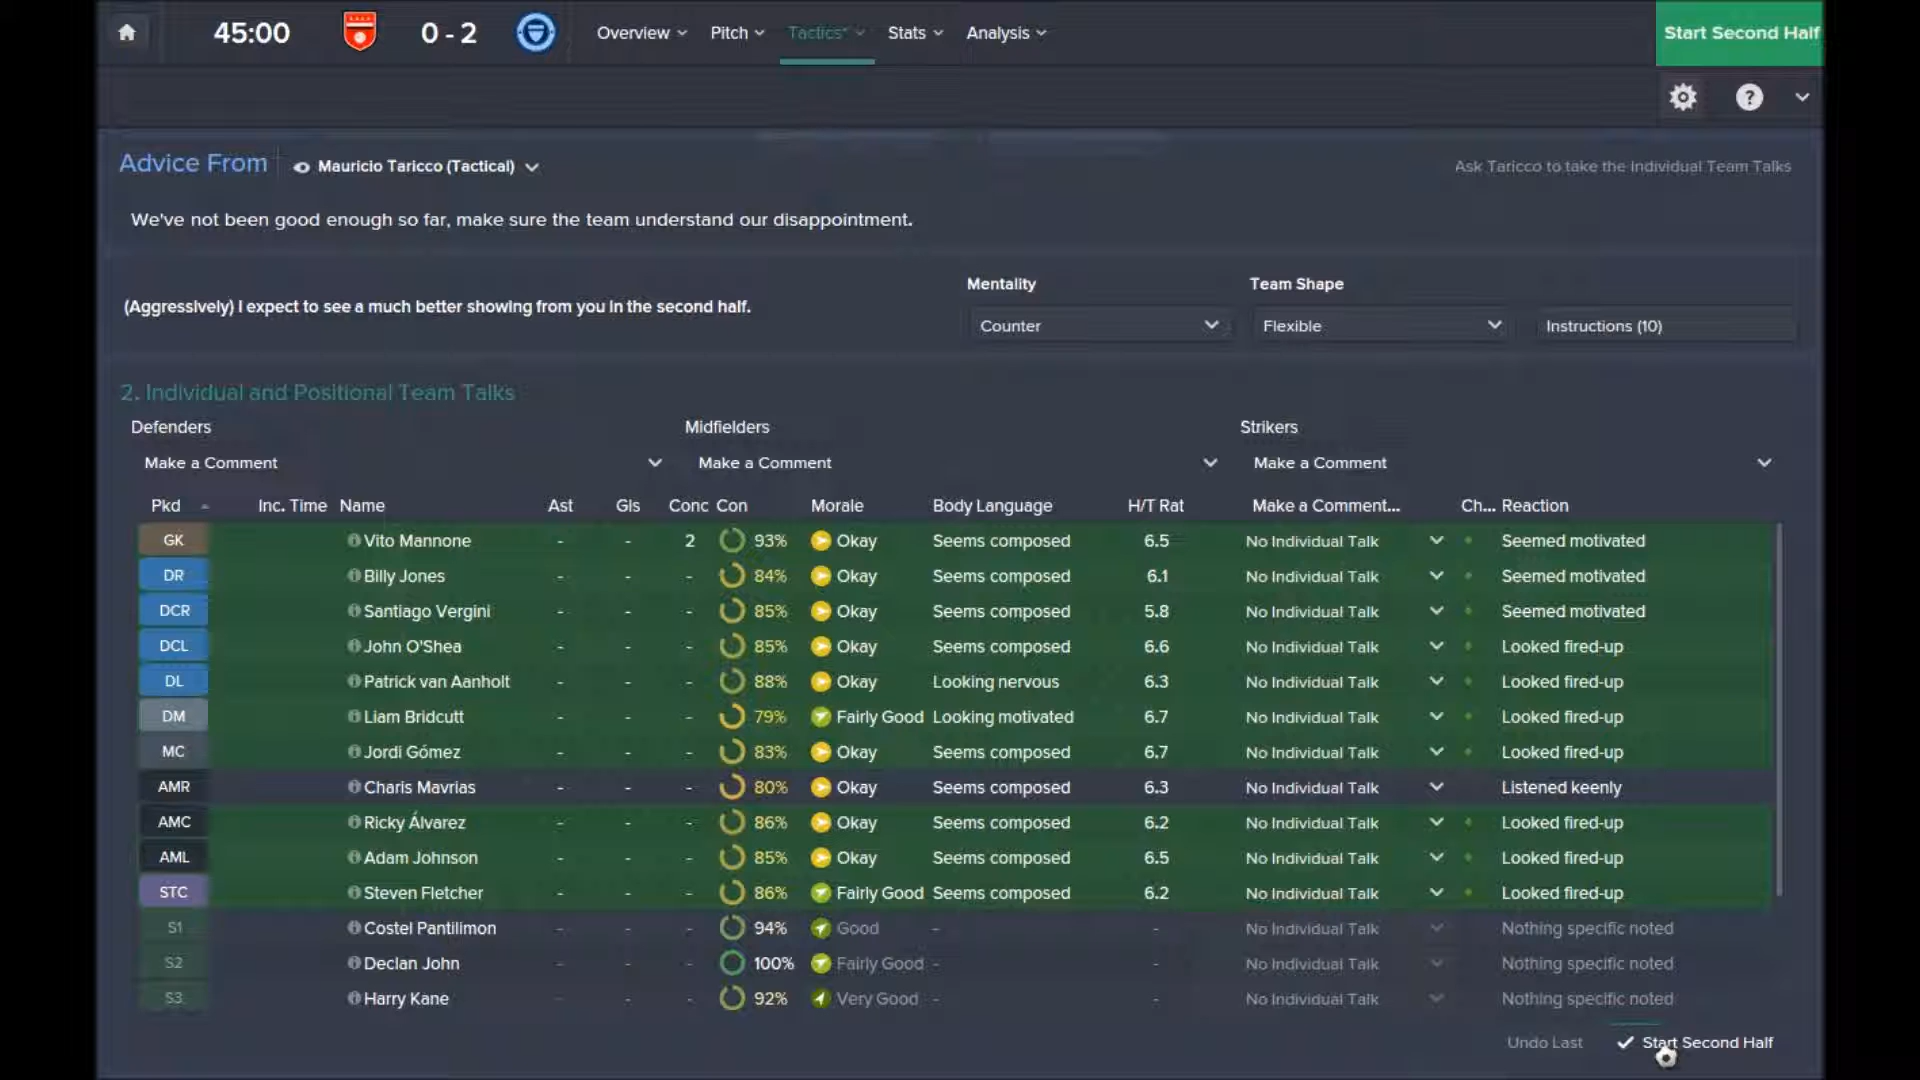 45:00 0 - 2 Overview Pitch Tactics* Stats Analysis Start Second Half
?
Advice From Mauricio Taricco (Tactical) Ask Taricco to take the Individual Team Talks
We've not been good enough so far, make sure the team understand our disappointment.
Mentality Team Shape
(Aggressively) I expect to see a much better showing from you in the second half.
Counter Flexible Instructions (10)
2. Individual and Positional Team Talks
Defenders Midfielders Strikers
Make a Comment Make a Comment Make a Comment
Pkd Inc. Time Name Ast Gls Conc Con Morale Body Language H/T Rat Make a Comment... Ch... Reaction
GK Vito Mannone - - 2 93% Okay Seems composed 6.5 No Individual Talk Seemed motivated
DR Billy Jones - - - 84% Okay Seems composed 6.1 No Individual Talk Seemed motivated
DCR Santiago Vergini - - - 85% Okay Seems composed 5.8 No Individual Talk Seemed motivated
DCL John O'Shea - - - 85% Okay Seems composed 6.6 No Individual Talk Looked fired-up
DL Patrick van Aanholt - - - 88% Okay Looking nervous 6.3 No Individual Talk Looked fired-up
DM Liam Bridcutt - - - 79% Fairly Good Looking motivated 6.7 No Individual Talk Looked fired-up
MC Jordi Gómez - - - 83% Okay Seems composed 6.7 No Individual Talk Looked fired-up
AMR Charis Mavrias - - - 80% Okay Seems composed 6.3 No Individual Talk Listened keenly
AMC Ricky Álvarez - - - 86% Okay Seems composed 6.2 No Individual Talk Looked fired-up
AML Adam Johnson - - - 85% Okay Seems composed 6.5 No Individual Talk Looked fired-up
STC Steven Fletcher - - - 86% Fairly Good Seems composed 6.2 No Individual Talk Looked fired-up
S1 Costel Pantilimon - - - 94% Good - - No Individual Talk Nothing specific noted
S2 Declan John - - - 100% Fairly Good - - No Individual Talk Nothing specific noted
S3 Harry Kane - - - 92% Very Good - - No Individual Talk Nothing specific noted
Undo Last Start Second Half